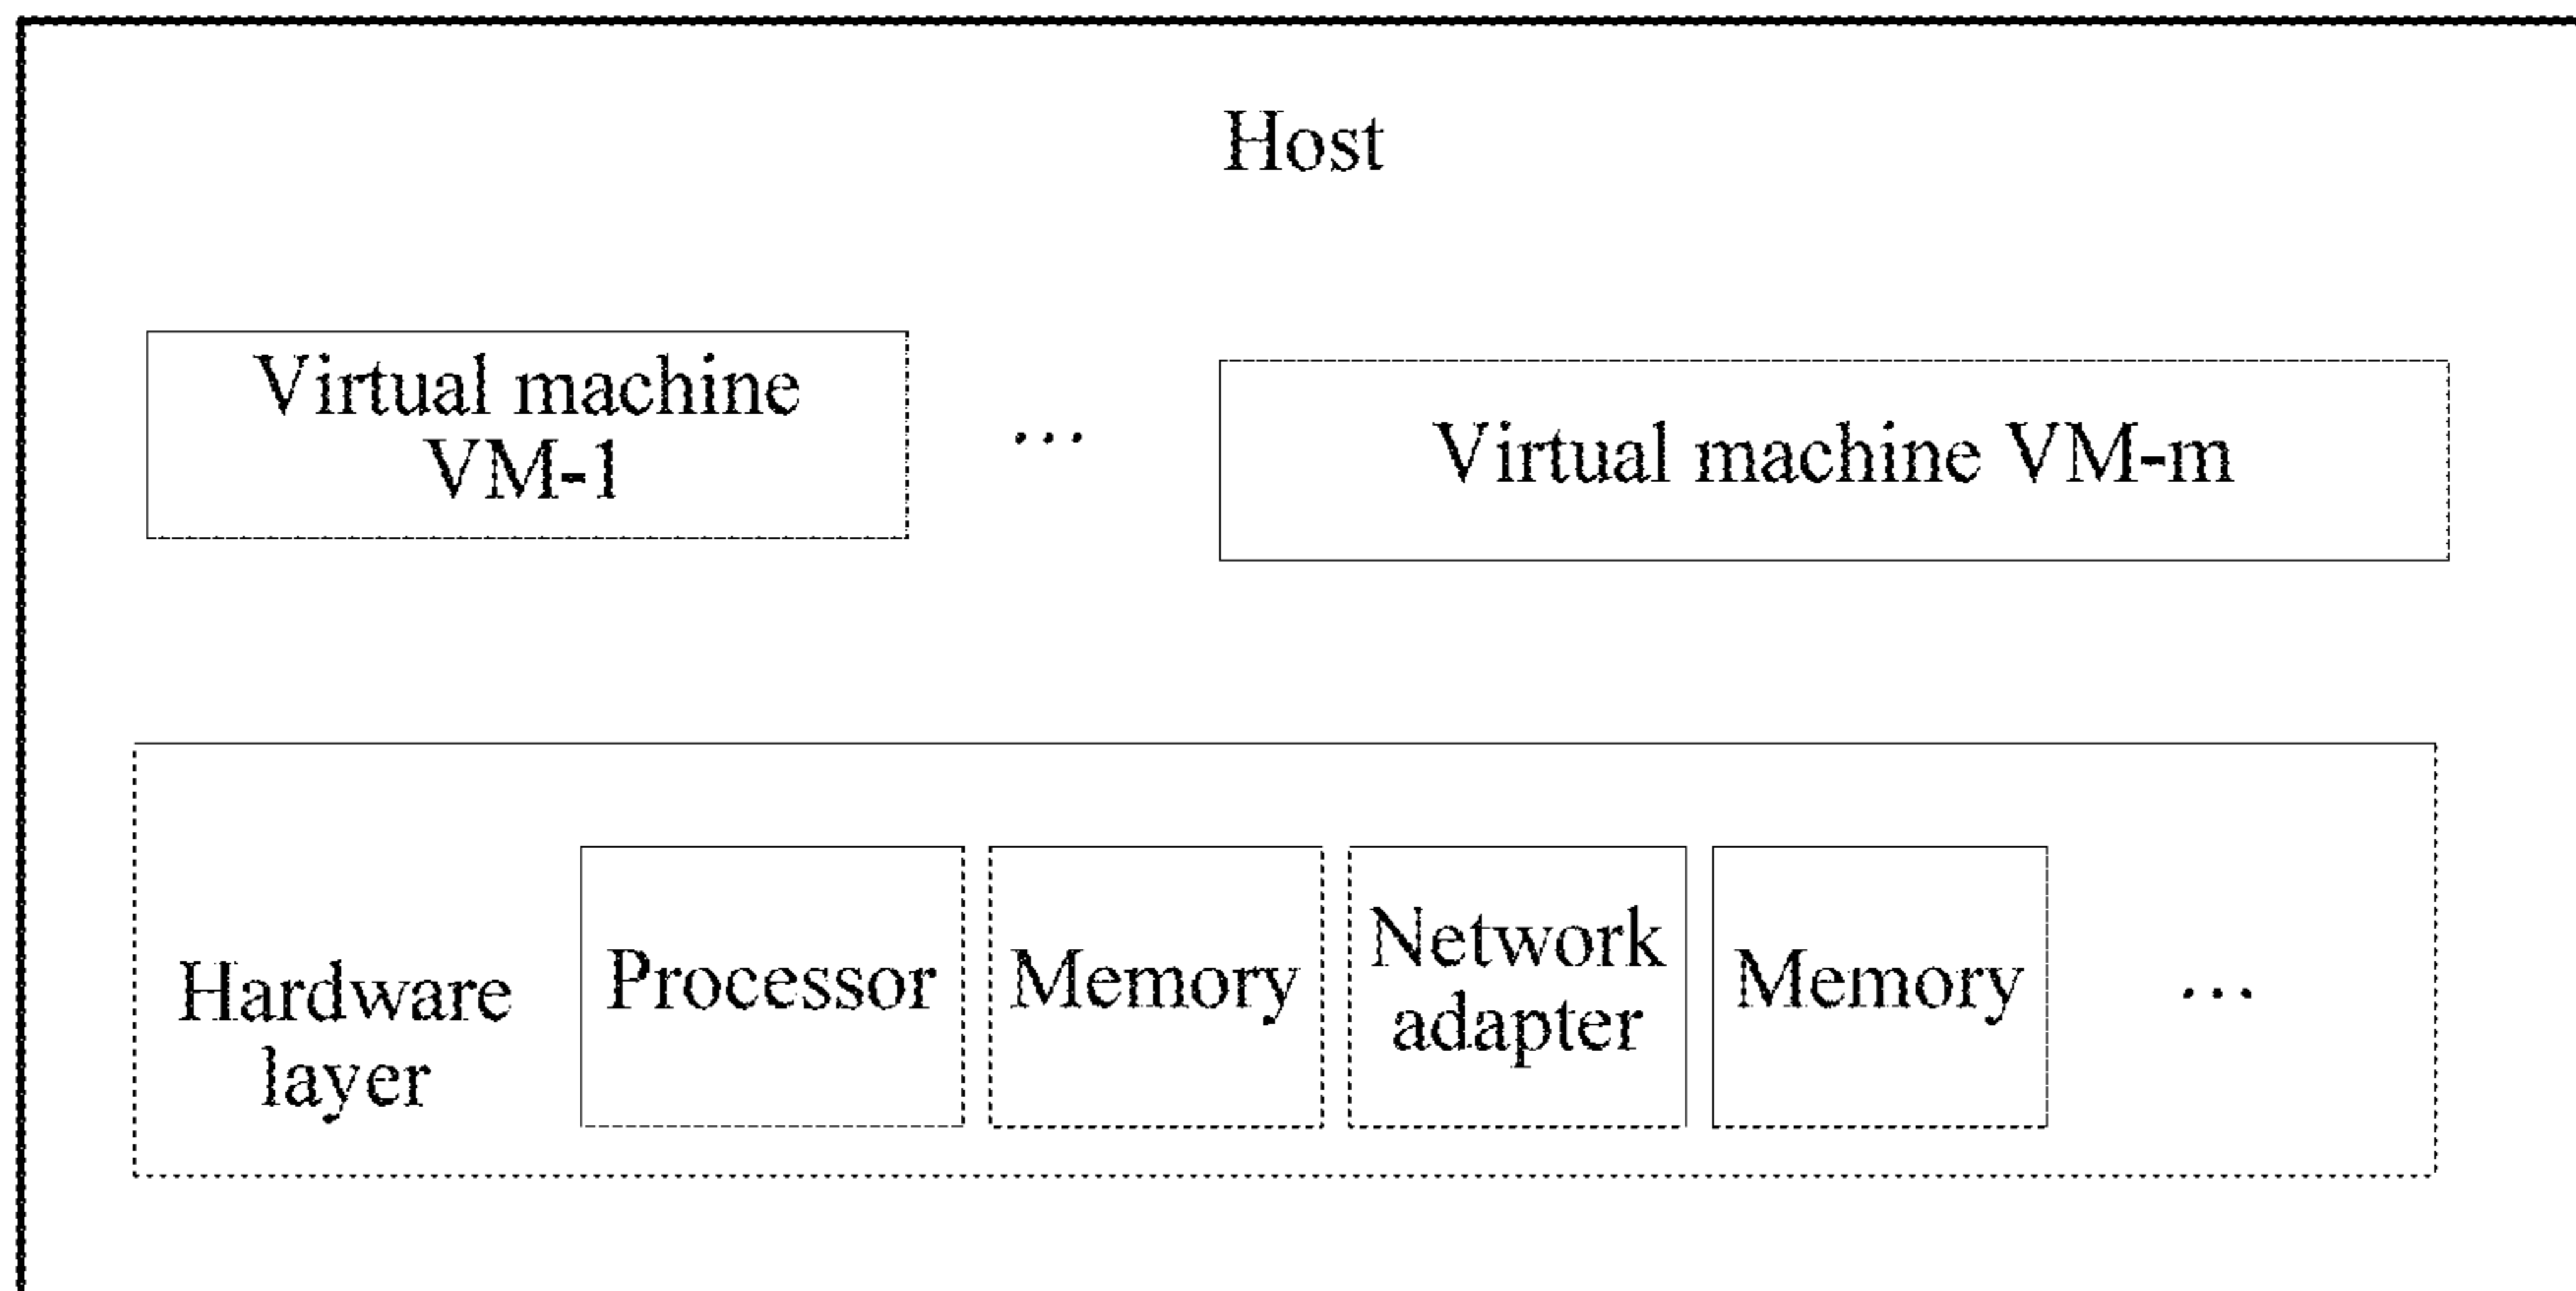 Host
Virtual machine
VM-1
...
Virtual machine VM-m
Hardware
layer
Processor
Memory
Network
adapter
Memory
...